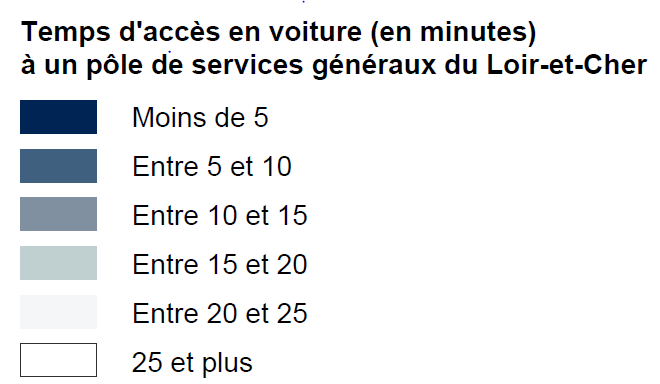 Temps d'accès en voiture (en minutes)
à un pôle de services généraux du Loir-et-Cher
Moins de 5
Entre 5 et 10
Entre 10 et 15
Entre 15 et 20
Entre 20 et 25
25 et plus